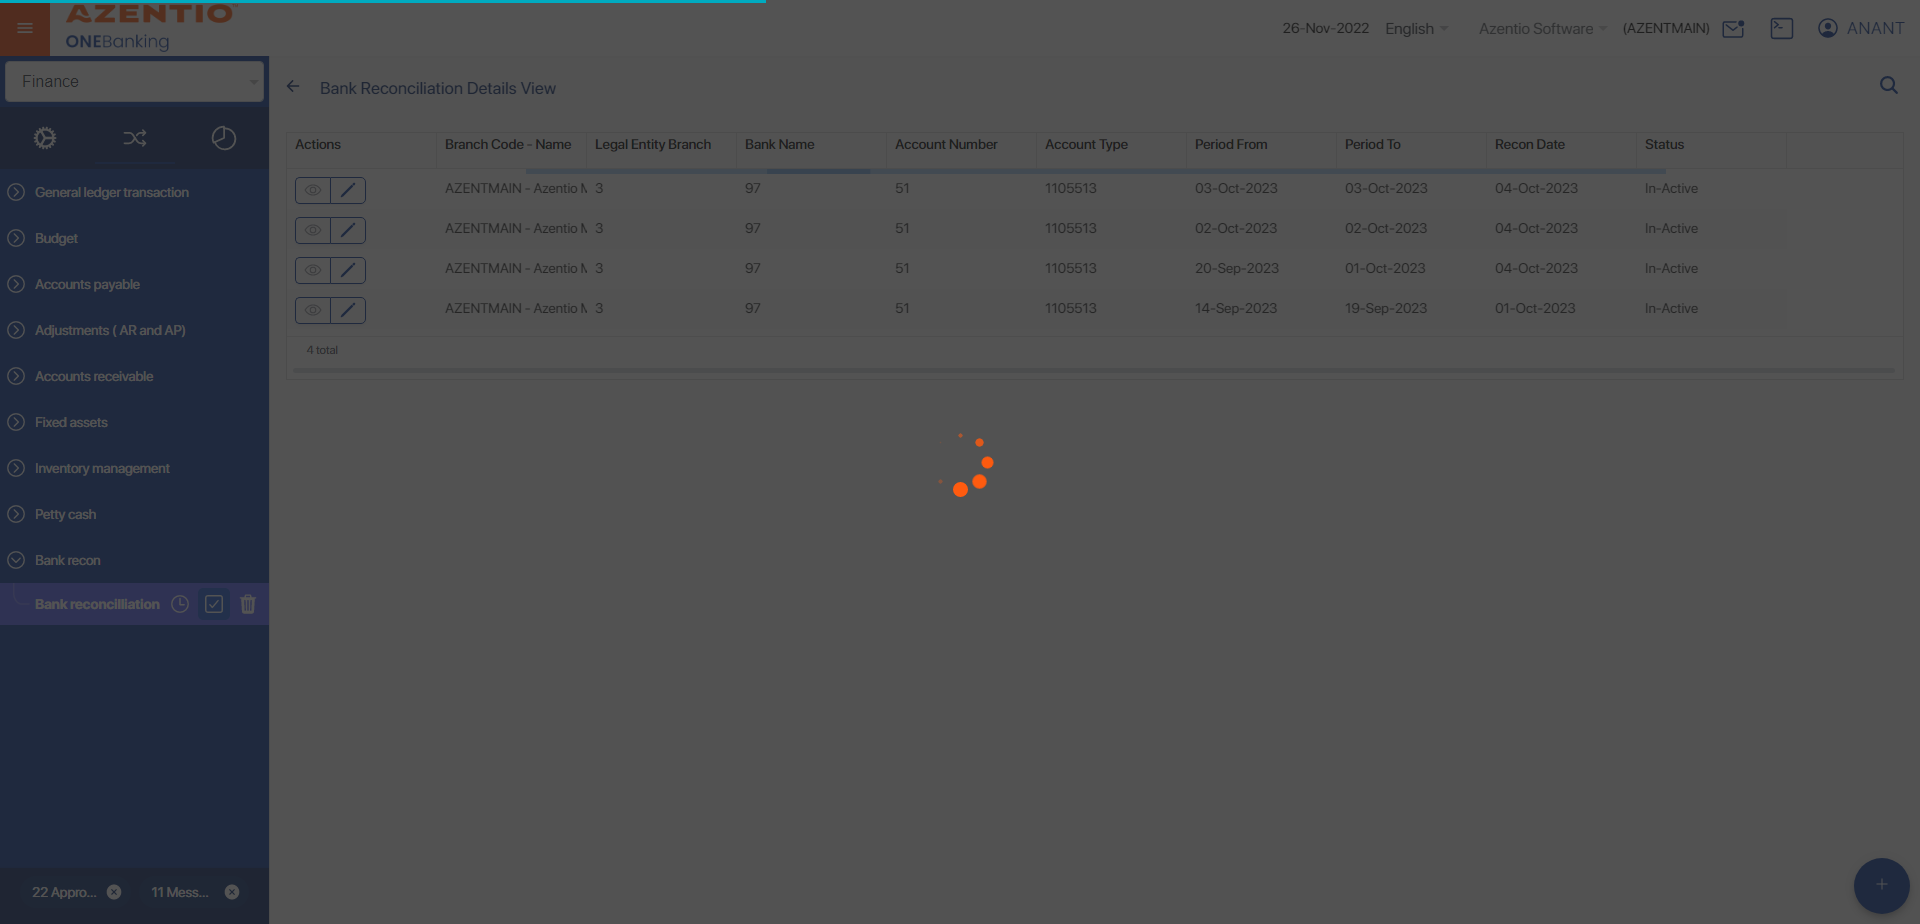 AZENTIO
ONEBanking
26-Nov-2022 English Azentio Software (AZENTMAIN) ANANT
Finance
Bank Reconciliation Details View
Actions Branch Code - Name Legal Entity Branch Bank Name Account Number Account Type Period From Period To Recon Date Status
AZENTMAIN - Azentio M 3 97 51 1105513 03-Oct-2023 03-Oct-2023 04-Oct-2023 In-Active
AZENTMAIN - Azentio M 3 97 51 1105513 02-Oct-2023 02-Oct-2023 04-Oct-2023 In-Active
AZENTMAIN - Azentio M 3 97 51 1105513 20-Sep-2023 01-Oct-2023 04-Oct-2023 In-Active
AZENTMAIN - Azentio M 3 97 51 1105513 14-Sep-2023 19-Sep-2023 01-Oct-2023 In-Active
4 total
General ledger transaction
Budget
Accounts payable
Adjustments ( AR and AP)
Accounts receivable
Fixed assets
Inventory management
Petty cash
Bank recon
Bank reconcilliation
22 Appro... 11 Mess...